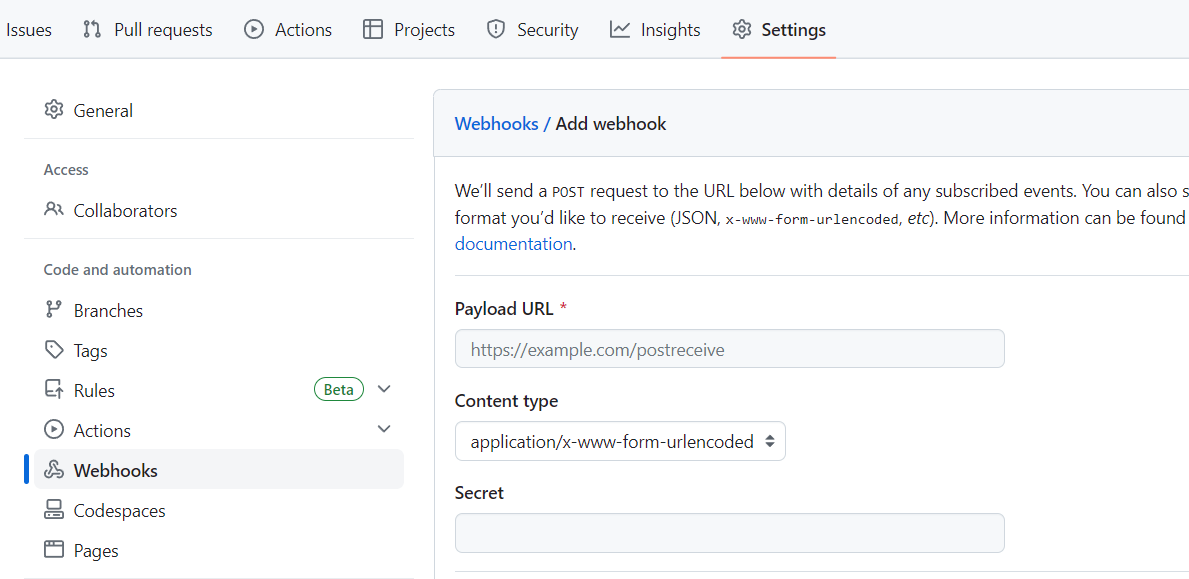 Issues Pull requests Actions Projects Security Insights Settings
General
Access
Collaborators
Code and automation
Branches
Tags
Rules Beta
Actions
Webhooks
Codespaces
Pages
Webhooks / Add webhook
We'll send a POST request to the URL below with details of any subscribed events. You can also s
format you'd like to receive (JSON, x-www-form-urlencoded, etc). More information can be found
documentation.
Payload URL *
https://example.com/postreceive
Content type
application/x-www-form-urlencoded
Secret